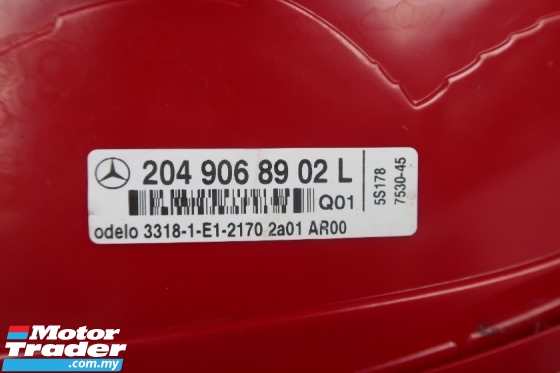 204 906 89 02 L
Q01
odelo 3318-1-E1-2170 2a01 AR00
5S178
7530-45
Motor
Trader
.com.my